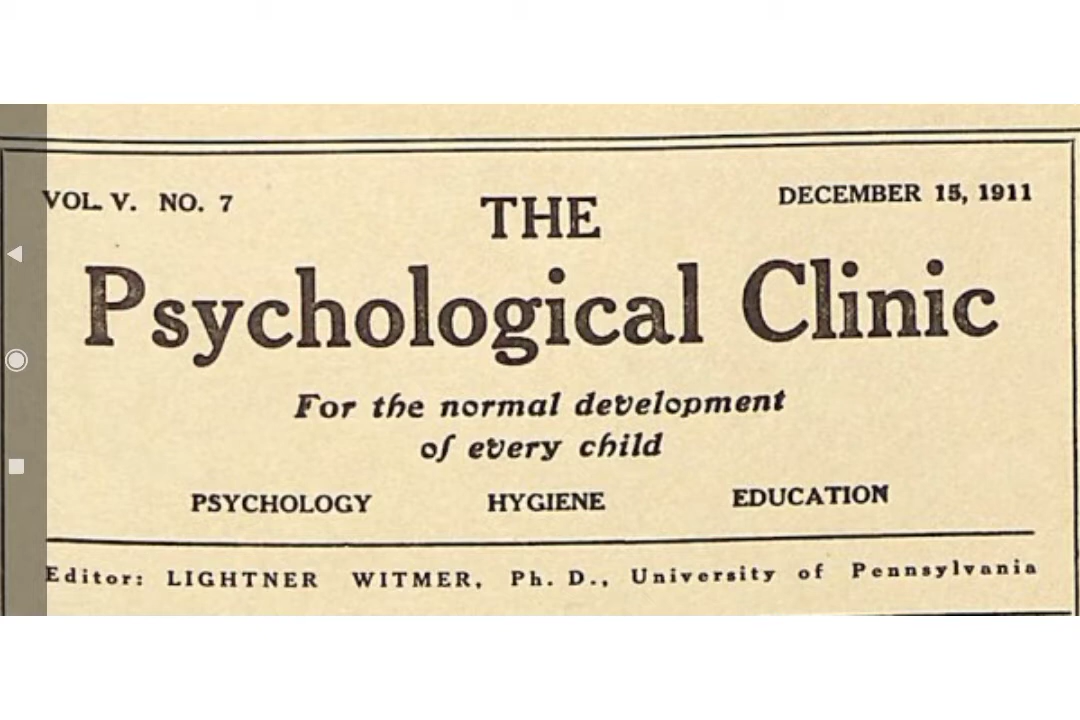 VOL. V. NO. 7
DECEMBER 15, 1911
THE
Psychological Clinic
For the normal development
of every child
PSYCHOLOGY HYGIENE EDUCATION
Editor: LIGHTNER WITMER, Ph. D., University of Pennsylvania